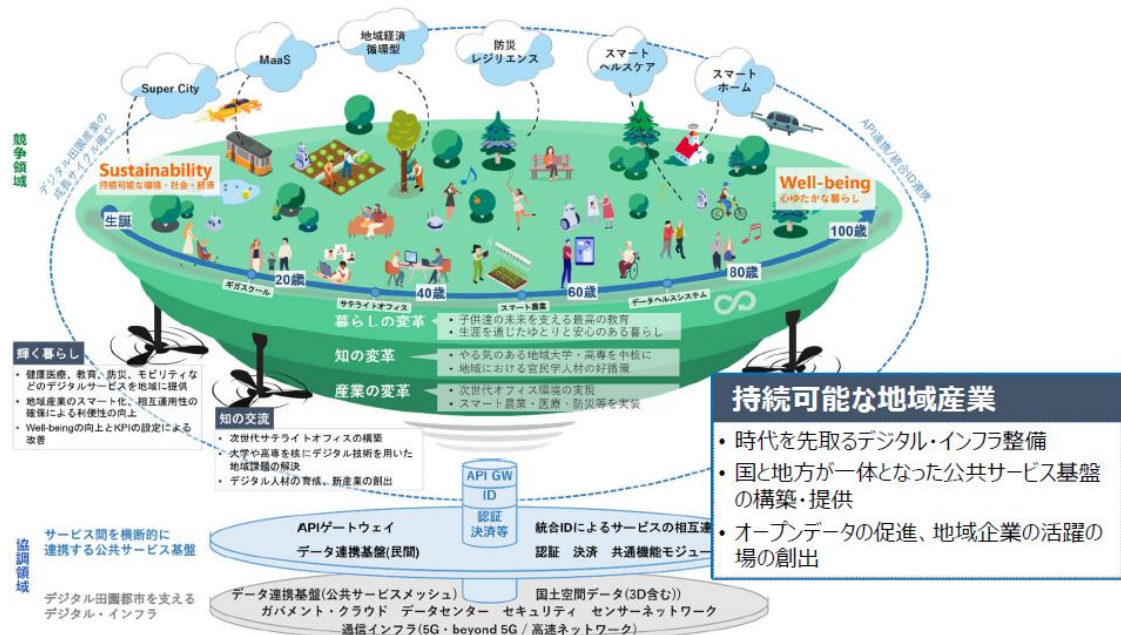 Super City
MaaS
地域経済
循環型
防災
レジリエンス
スマート
ヘルスケア
スマート
ホーム
競争領域
デジタル田園産業の
成長サイクル確立
API連携/統合ID連携
Sustainability
持続可能な環境・社会・経済
Well-being
心ゆたかな暮らし
生誕
20歳
40歳
60歳
80歳
100歳
ギガスクール
サテライトオフィス
スマート農業
データヘルスシステム
暮らしの変革
• 子供達の未来を支える最高の教育
• 生涯を通じたゆとりと安心のある暮らし
知の変革
• やる気のある地域大学・高専を中核に
• 地域における官民学人材の好循環
産業の変革
• 次世代オフィス環境の実現
• スマート農業・医療・防災等を実装
輝く暮らし
• 健康医療、教育、防災、モビリティな
どのデジタルサービスを地域に提供
• 地域産業のスマート化、相互運用性の
確保による利便性の向上
• Well-beingの向上とKPIの設定による
改善
知の交流
• 次世代サテライトオフィスの構築
• 大学や高専を核にデジタル技術を用いた
地域課題の解決
• デジタル人材の育成、新産業の創出
持続可能な地域産業
• 時代を先取るデジタル・インフラ整備
• 国と地方が一体となった公共サービス基盤
の構築・提供
• オープンデータの促進、地域企業の活躍の
場の創出
API GW
ID
認証
決済等
協調領域
サービス間を横断的に
連携する公共サービス基盤
APIゲートウェイ
統合IDによるサービスの相互連
データ連携基盤(民間)
認証 決済 共通機能モジュー
デジタル田園都市を支える
デジタル・インフラ
データ連携基盤(公共サービスメッシュ)
国土空間データ(3D含む))
ガバメント・クラウド データセンター セキュリティ センサーネットワーク
通信インフラ(5G・beyond 5G / 高速ネットワーク)